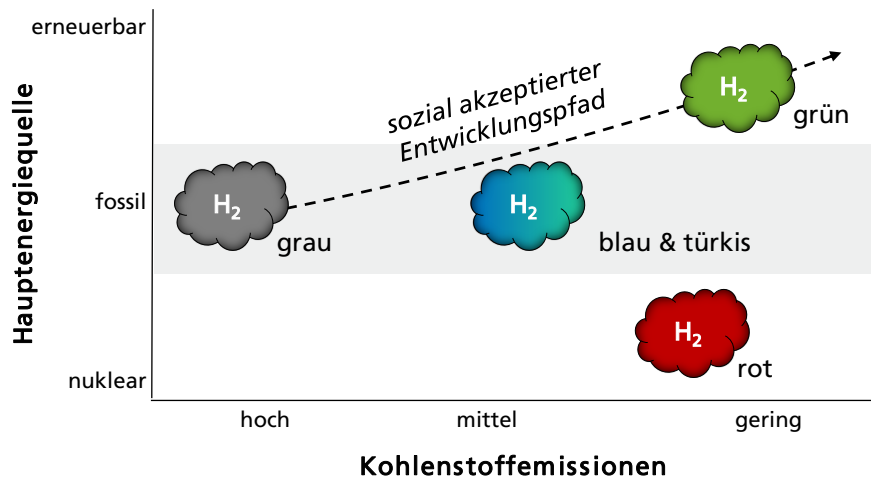 Hauptenergiequelle
erneuerbar
fossil
nuklear
sozial akzeptierter
Entwicklungspfad
H₂
grün
H₂
grau
H₂
blau & türkis
H₂
rot
hoch
mittel
gering
Kohlenstoffemissionen